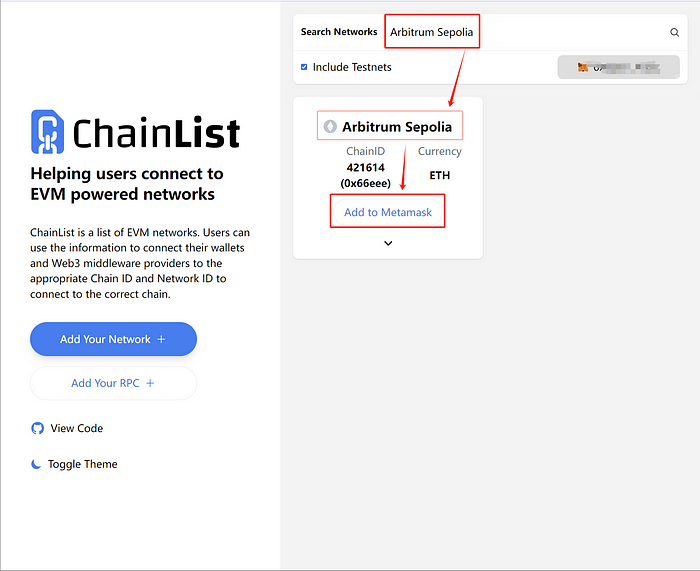 ChainList
Helping users connect to
EVM powered networks
ChainList is a list of EVM networks. Users can
use the information to connect their wallets
and Web3 middleware providers to the
appropriate Chain ID and Network ID to
connect to the correct chain.
Add Your Network +
Add Your RPC +
View Code
Toggle Theme
Search Networks Arbitrum Sepolia
Include Testnets
Arbitrum Sepolia
ChainID Currency
421614
(0x66eee)
ETH
Add to Metamask